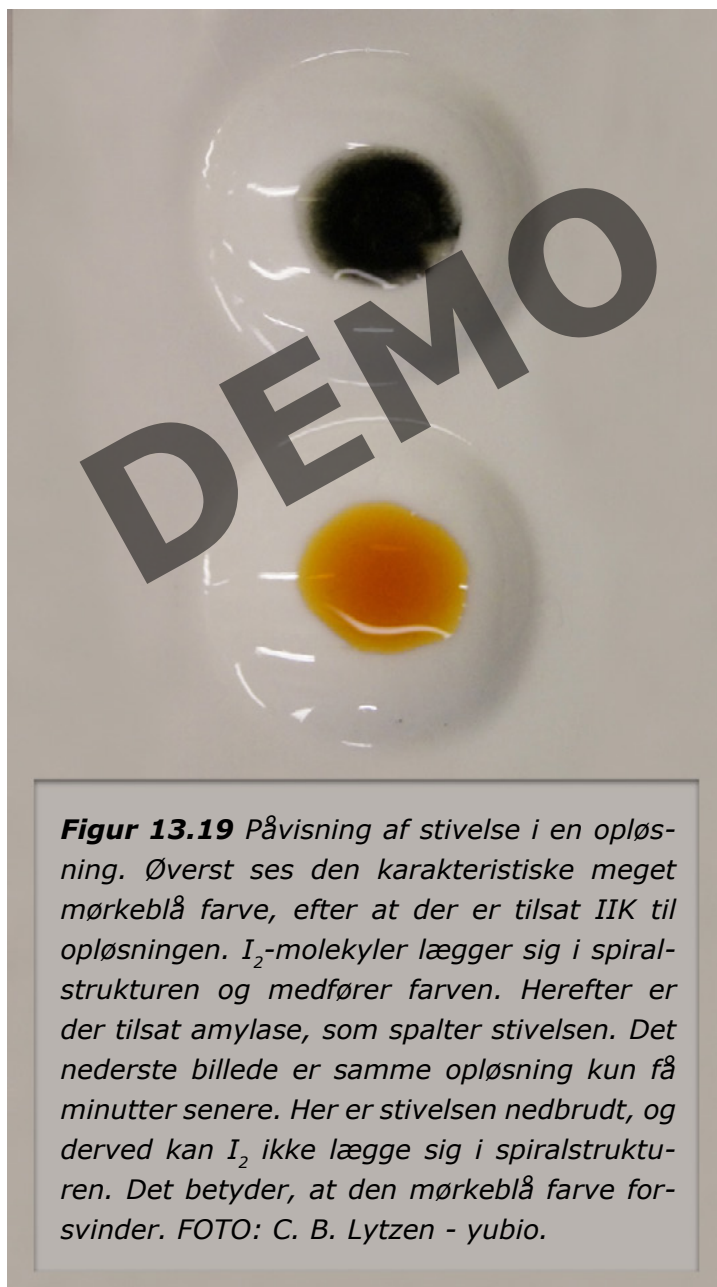 DEMO
Figur 13.19 Påvisning af stivelse i en opløs-
ning. Øverst ses den karakteristiske meget
mørkeblå farve, efter at der er tilsat IIK til
opløsningen. I₂-molekyler lægger sig i spiral-
strukturen og medfører farven. Herefter er
der tilsat amylase, som spalter stivelsen. Det
nederste billede er samme opløsning kun få
minutter senere. Her er stivelsen nedbrudt, og
derved kan I₂ ikke lægge sig i spiralstruktu-
ren. Det betyder, at den mørkeblå farve for-
svinder. FOTO: C. B. Lytzen - yubio.